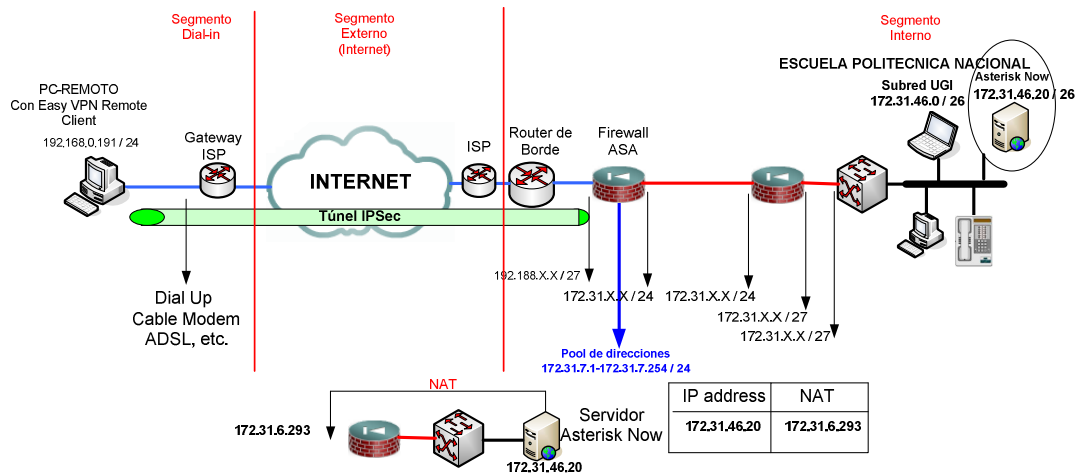 Segmento
Dial-in
Segmento
Externo
(Internet)
Segmento
Interno
ESCUELA POLITECNICA NACIONAL
Subred UGI
172.31.46.0 / 26
Asterisk Now
172.31.46.20 / 26
PC-REMOTO
Con Easy VPN Remote
Client
192,168,0,191 / 24
Gateway
ISP
INTERNET
ISP
Router de
Borde
Firewall
ASA
Túnel IPSec
192.188.X.X / 27
172.31.X.X / 24
172.31.X.X / 24
172.31.X.X / 27
172.31.X.X / 27
Dial Up
Cable Modem
ADSL, etc.
Pool de direcciones
172.31.7.1-172.31.7.254 / 24
NAT
172.31.6.293
Servidor
Asterisk Now
172.31.46.20
IP address NAT
172.31.46.20 172.31.6.293